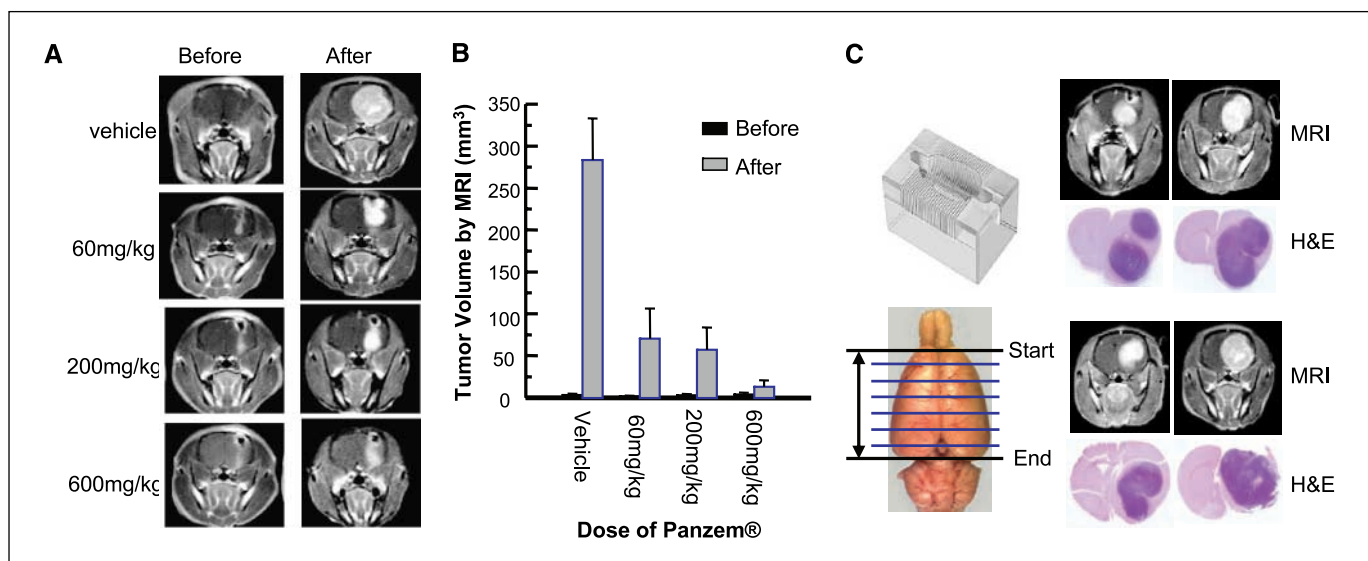 A
Before After
vehicle
60mg/kg
200mg/kg
600mg/kg
B
Tumor Volume by MRI (mm³)
350
300
250
200
150
100
50
0
Before
After
Vehicle
60mg/kg
200mg/kg
600mg/kg
Dose of Panzem®
C
MRI
H&E
Start
End
MRI
H&E